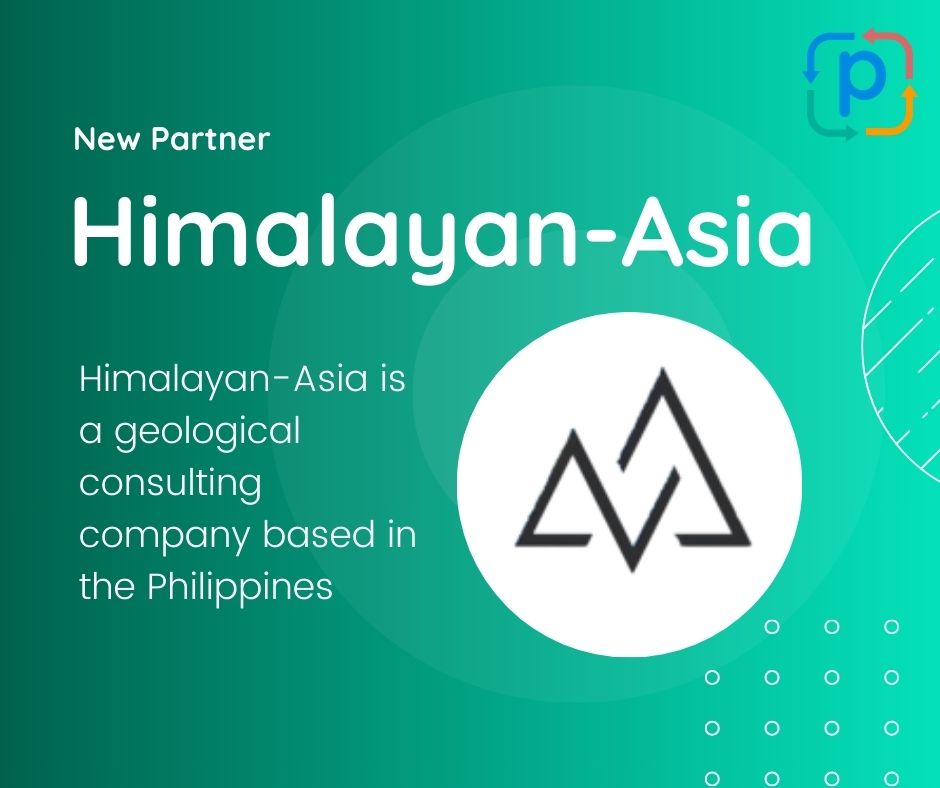 p
New Partner
Himalayan-Asia
Himalayan-Asia is
a geological
consulting
company based in
the Philippines